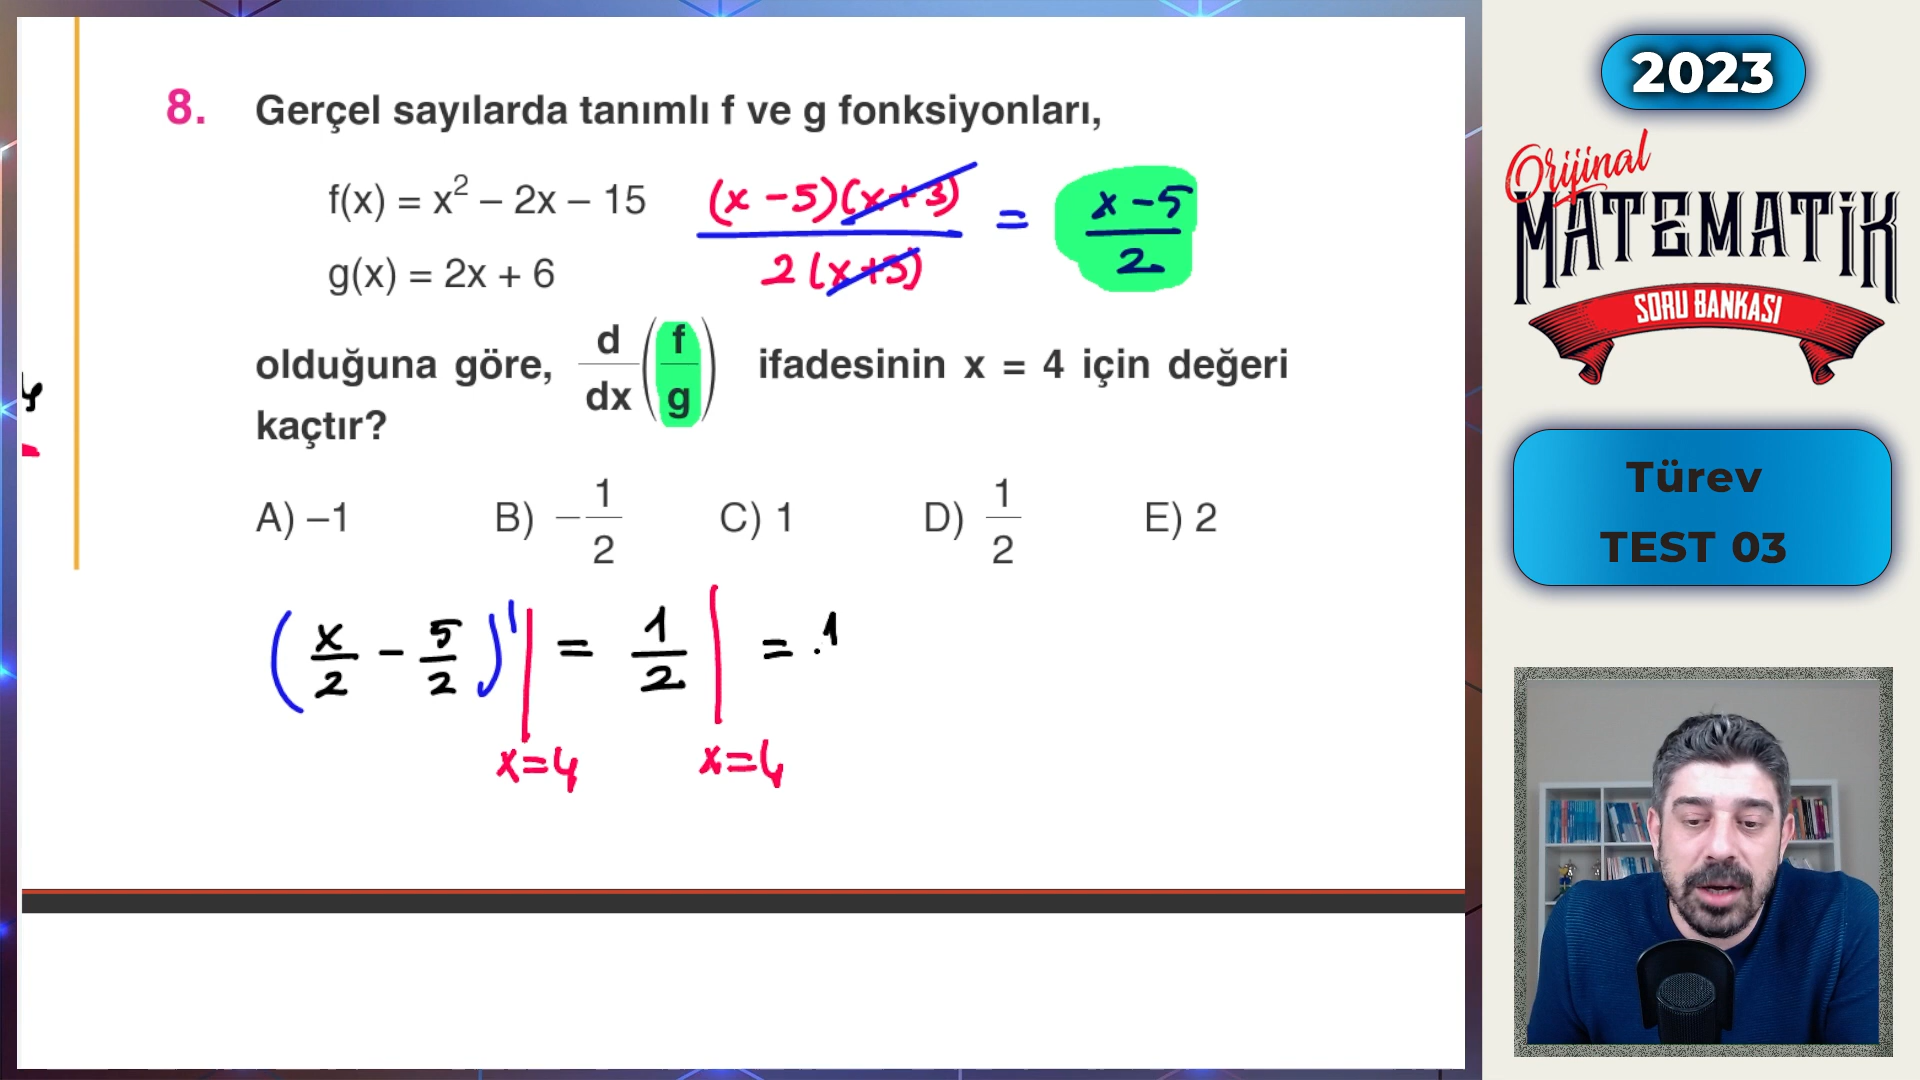 8. Gerçel sayılarda tanımlı f ve g fonksiyonları,
f(x) = x² – 2x – 15
(x-5)(x+3) / 2(x+3) = x-5 / 2
g(x) = 2x + 6
olduğuna göre, d/dx (f/g) ifadesinin x = 4 için değeri
kaçtır?
A) –1 B) –1/2 C) 1 D) 1/2 E) 2
(x/2 - 5/2)' | = 1/2 | = 1
x=4 x=4
2023
Orijinal
MATEMATİK
SORU BANKASI
Türev
TEST 03